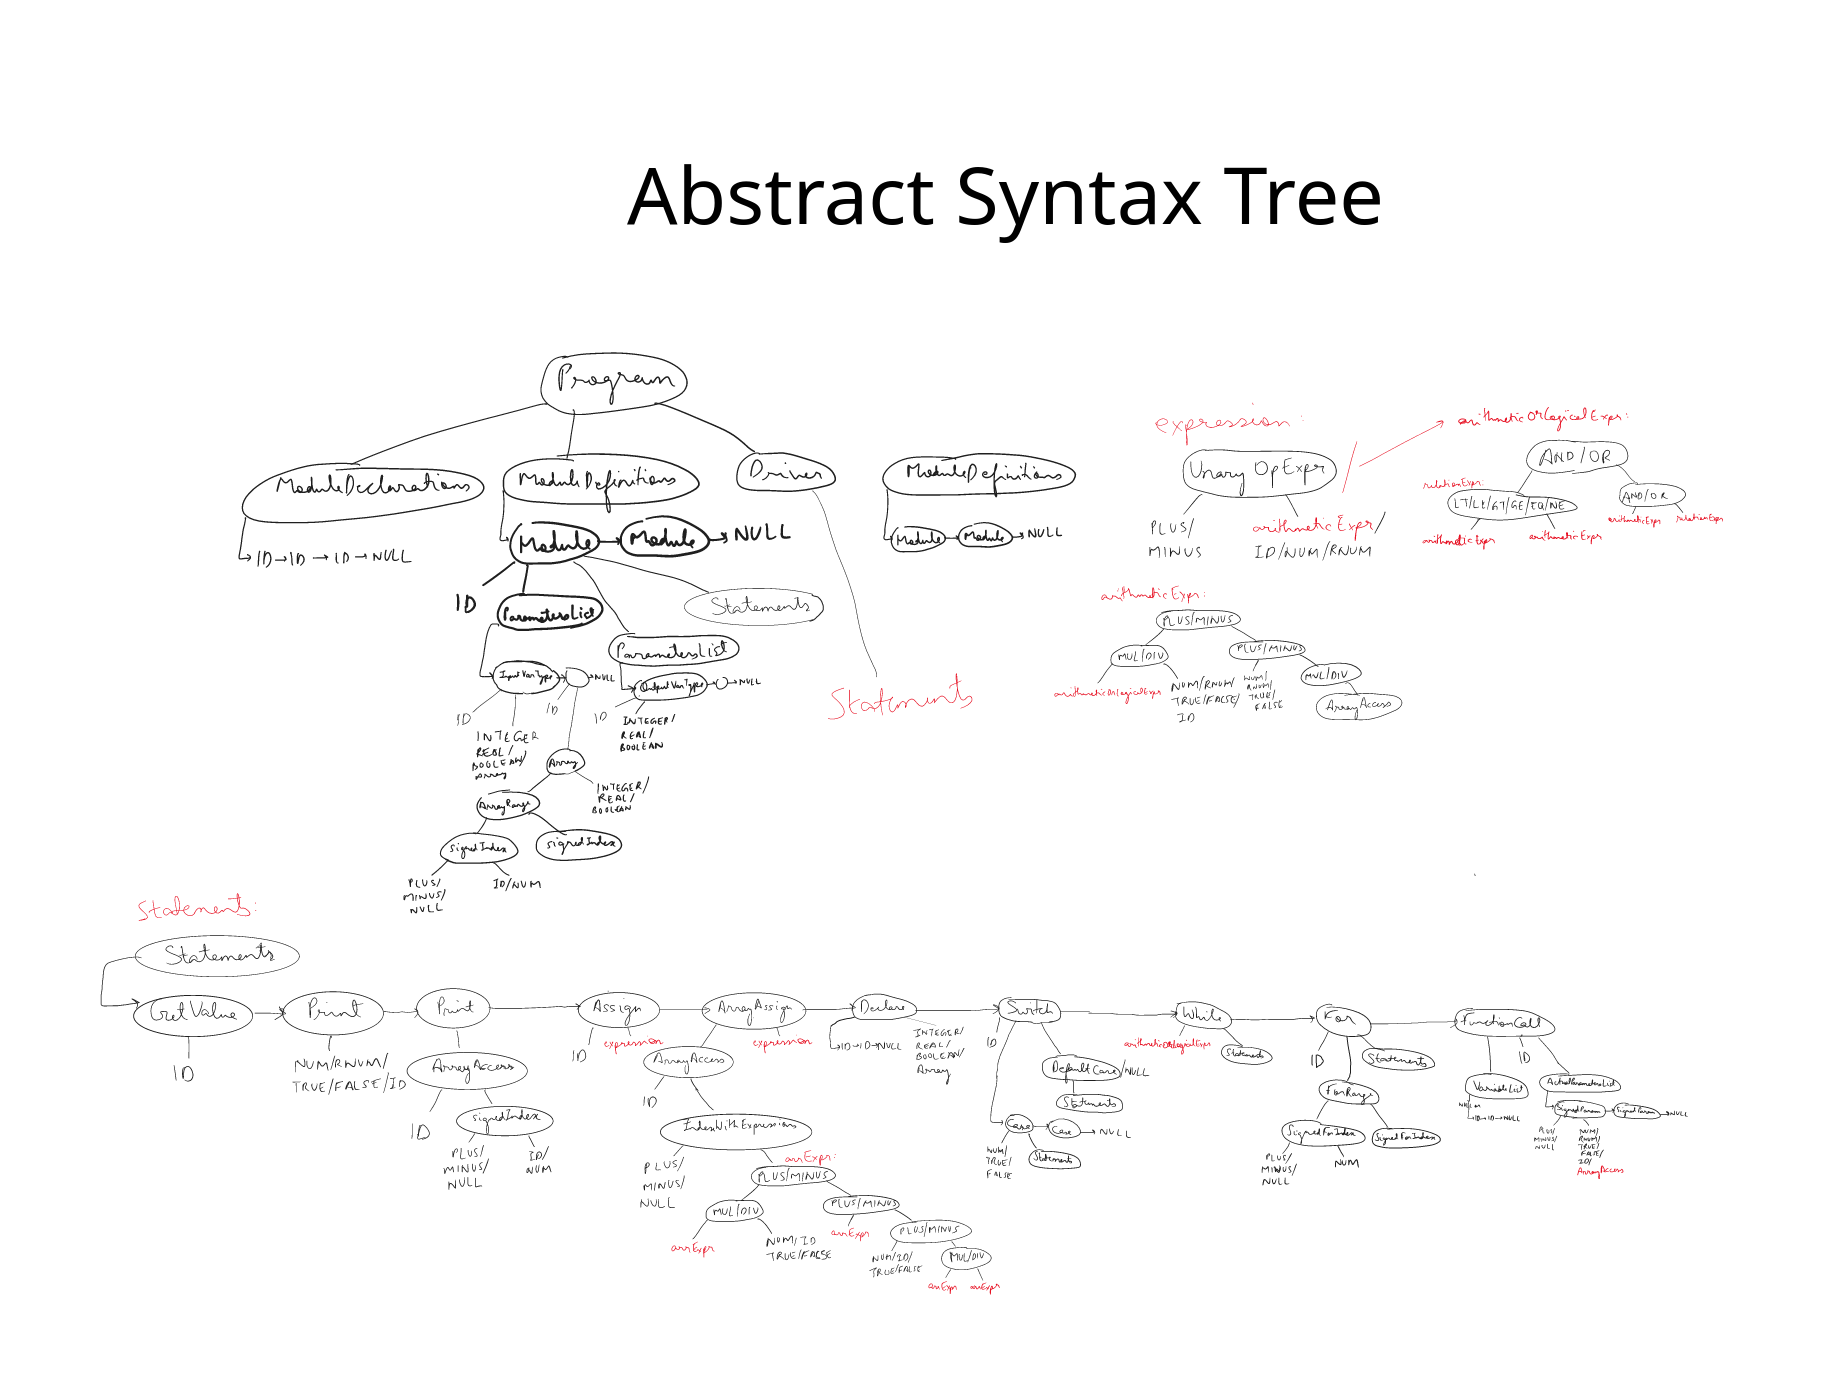 Abstract Syntax Tree
Program
ModuleDeclarations
ModuleDefinitions
Driver
ModuleDefinitions
ID → ID → ID → NULL
Module → Module → NULL
Module → Module → NULL
ID
ParametersList
Statements
ParametersList
InputVarType
NULL
OutputVarType
NULL
ID
ID
ID
INTEGER
REAL/
BOOLEAN/
Array
INTEGER/
REAL/
BOOLEAN
Statements
Array
INTEGER/
REAL/
BOOLEAN
ArrayRange
signedIndex
signedIndex
PLUS/
MINUS/
NULL
ID/NUM
expression:
Unary OpExpr
/
PLUS/
MINUS
arithmeticExpr/
ID/NUM/RNUM
arithmeticOrLogicalExpr:
AND/OR
relationExpr:
LT/LE/GT/GE/EQ/NE
AND/OR
arithmeticExpr
arithmeticExpr
arithmeticExpr
relationExpr
arithmeticExpr:
PLUS/MINUS
MUL/DIV
PLUS/MINUS
arithmeticOrLogicalExpr
NUM/RNUM/
TRUE/FALSE/
ID
NUM/
RNUM/
TRUE/
FALSE
MUL/DIV
ArrayAccess
Statements:
Statements
GetValue
Print
Print
Assign
ArrayAssign
Declare
Switch
While
For
FunctionCall
ID
NUM/RNUM/
TRUE/FALSE/ID
ArrayAccess
ID
signedIndex
PLUS/
MINUS/
NULL
ID/
NUM
ID
expression
ArrayAccess
expression
ID
IndexWithExpressions
PLUS/
MINUS/
NULL
arrExpr:
PLUS/MINUS
MUL/DIV
PLUS/MINUS
arrExpr
NUM/ID
TRUE/FALSE
arrExpr
PLUS/MINUS
NUM/ID/
TRUE/FALSE
MUL/DIV
arrExpr
arrExpr
ID→ID→NULL
INTEGER/
REAL/
BOOLEAN/
Array
ID
DefaultCase/NULL
Statements
Case → Case → NULL
NUM/
TRUE/
FALSE
Statements
arithmeticOrLogicalExpr
Statements
ID
Statements
ForRange
SignedForIndex
SignedForIndex
PLUS/
MINUS/
NULL
NUM
ID
VariableList
ID→ID→NULL
ActualParametersList
SignedParam
SignedParam
NULL
PLUS/
MINUS/
NULL
NUM/
RNUM/
TRUE/
FALSE/
ID/
ArrayAccess